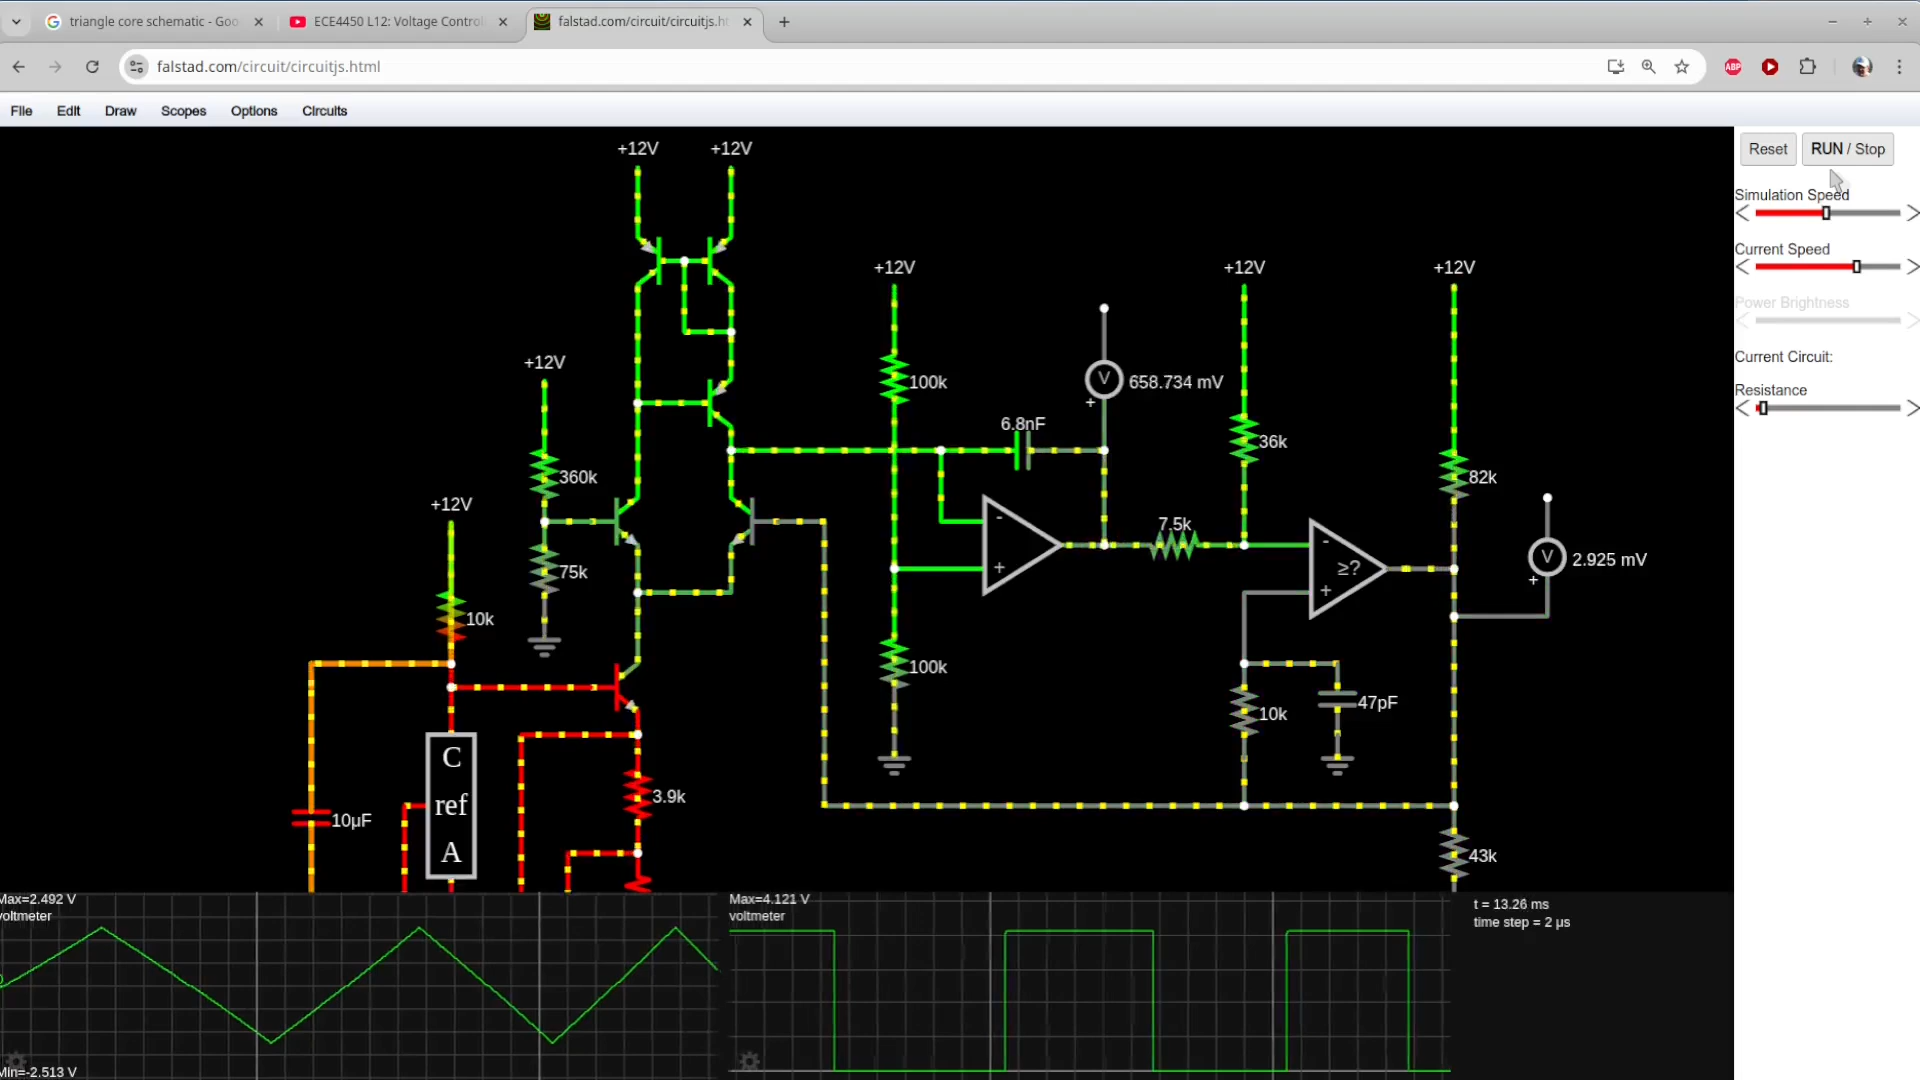 triangle core schematic - Goo
ECE4450 L12: Voltage Control
falstad.com/circuit/circuitjs.ht
falstad.com/circuit/circuitjs.html
ABP
File Edit Draw Scopes Options Circuits
Reset
RUN / Stop
Simulation Speed
Current Speed
Power Brightness
Current Circuit:
Resistance
+12V +12V
+12V +12V +12V
+12V
100k
V 658.734 mV
6.8nF
36k
360k
82k
+12V
7.5k
75k
≥?
V 2.925 mV
10k
100k
10k
47pF
C
ref
A
3.9k
10µF
43k
Max=2.492 V
voltmeter
Min=-2.513 V
Max=4.121 V
voltmeter
t = 13.26 ms
time step = 2 µs